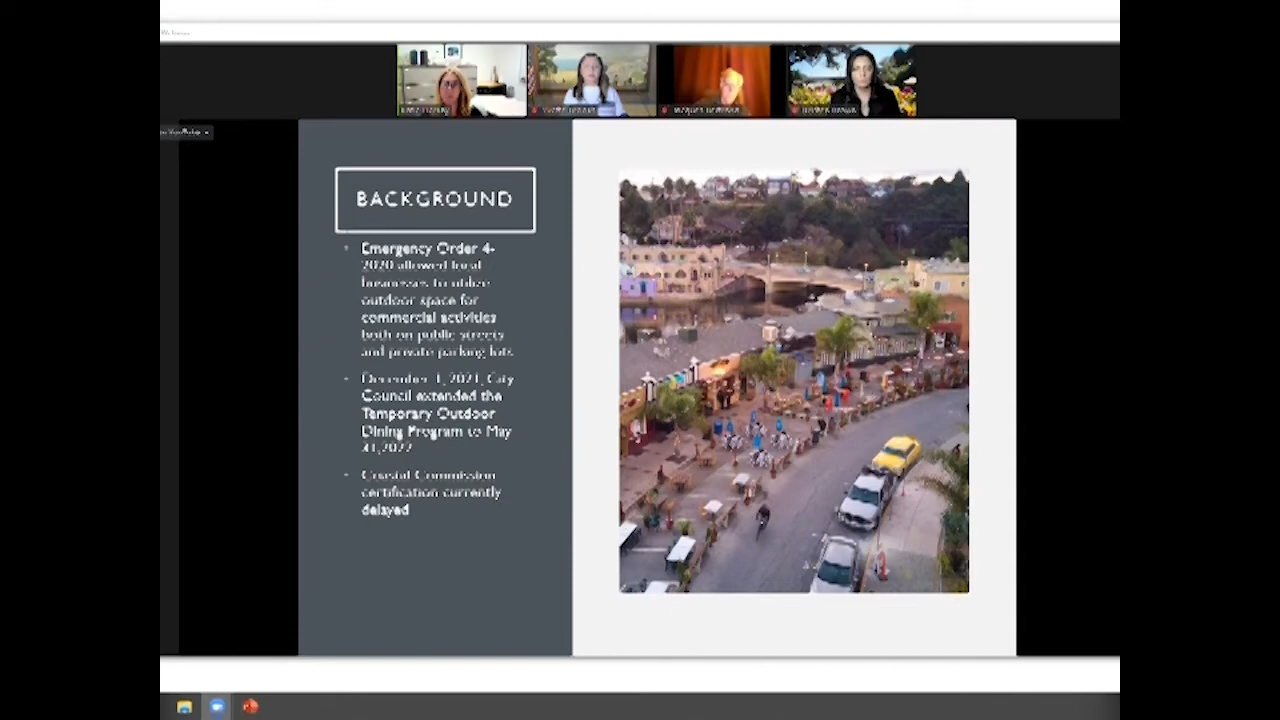 BACKGROUND
Emergency Order 4-
2020 allowed local
businesses to utilize
outdoor space for
commercial activities
both on public streets
and private parking lots
December 1, 2021, City
Council extended the
Temporary Outdoor
Dining Program to May
Coastal Commission
certification currently
delayed